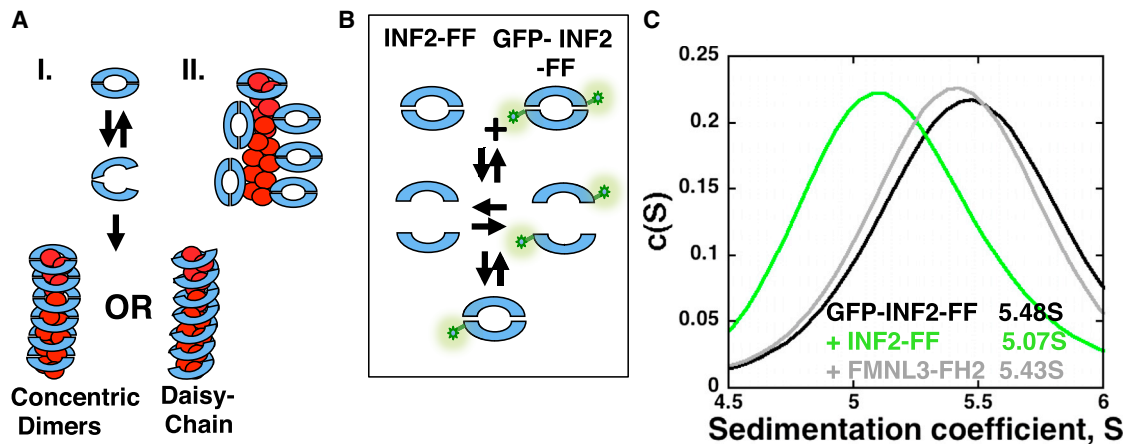 A
I.
II.
OR
Concentric
Dimers
Daisy-
Chain
B
INF2-FF
GFP- INF2
-FF
+
C
c(S)
0.25
0.2
0.15
0.1
0.05
0
4.5
5
5.5
6
GFP-INF2-FF 5.48S
+ INF2-FF 5.07S
+ FMNL3-FH2 5.43S
Sedimentation coefficient, S